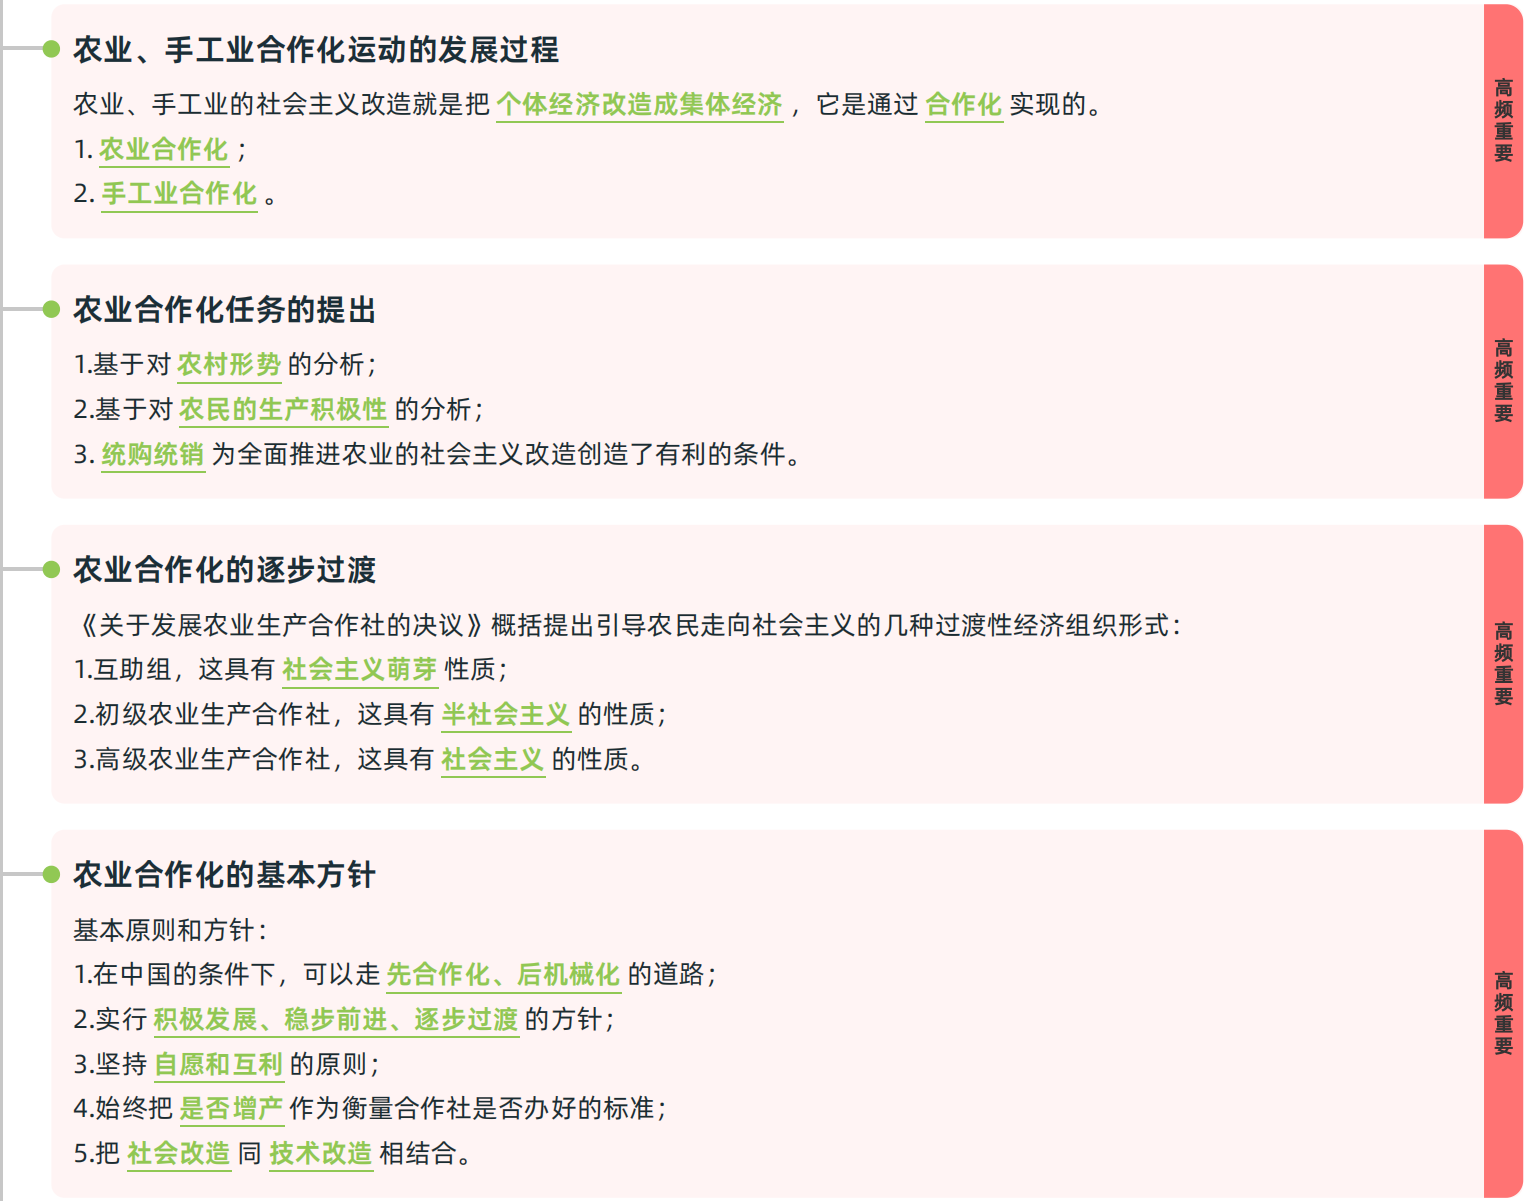 农业、手工业合作化运动的发展过程
农业、手工业的社会主义改造就是把 个体经济改造成集体经济 ，它是通过 合作化 实现的。
1. 农业合作化 ；
2. 手工业合作化 。
高频重要
农业合作化任务的提出
1.基于对 农村形势 的分析；
2.基于对 农民的生产积极性 的分析；
3. 统购统销 为全面推进农业的社会主义改造创造了有利的条件。
高频重要
农业合作化的逐步过渡
《关于发展农业生产合作社的决议》概括提出引导农民走向社会主义的几种过渡性经济组织形式：
1.互助组，这具有 社会主义萌芽 性质；
2.初级农业生产合作社，这具有 半社会主义 的性质；
3.高级农业生产合作社，这具有 社会主义 的性质。
高频重要
农业合作化的基本方针
基本原则和方针：
1.在中国的条件下，可以走 先合作化、后机械化 的道路；
2.实行 积极发展、稳步前进、逐步过渡 的方针；
3.坚持 自愿和互利 的原则；
4.始终把 是否增产 作为衡量合作社是否办好的标准；
5.把 社会改造 同 技术改造 相结合。
高频重要